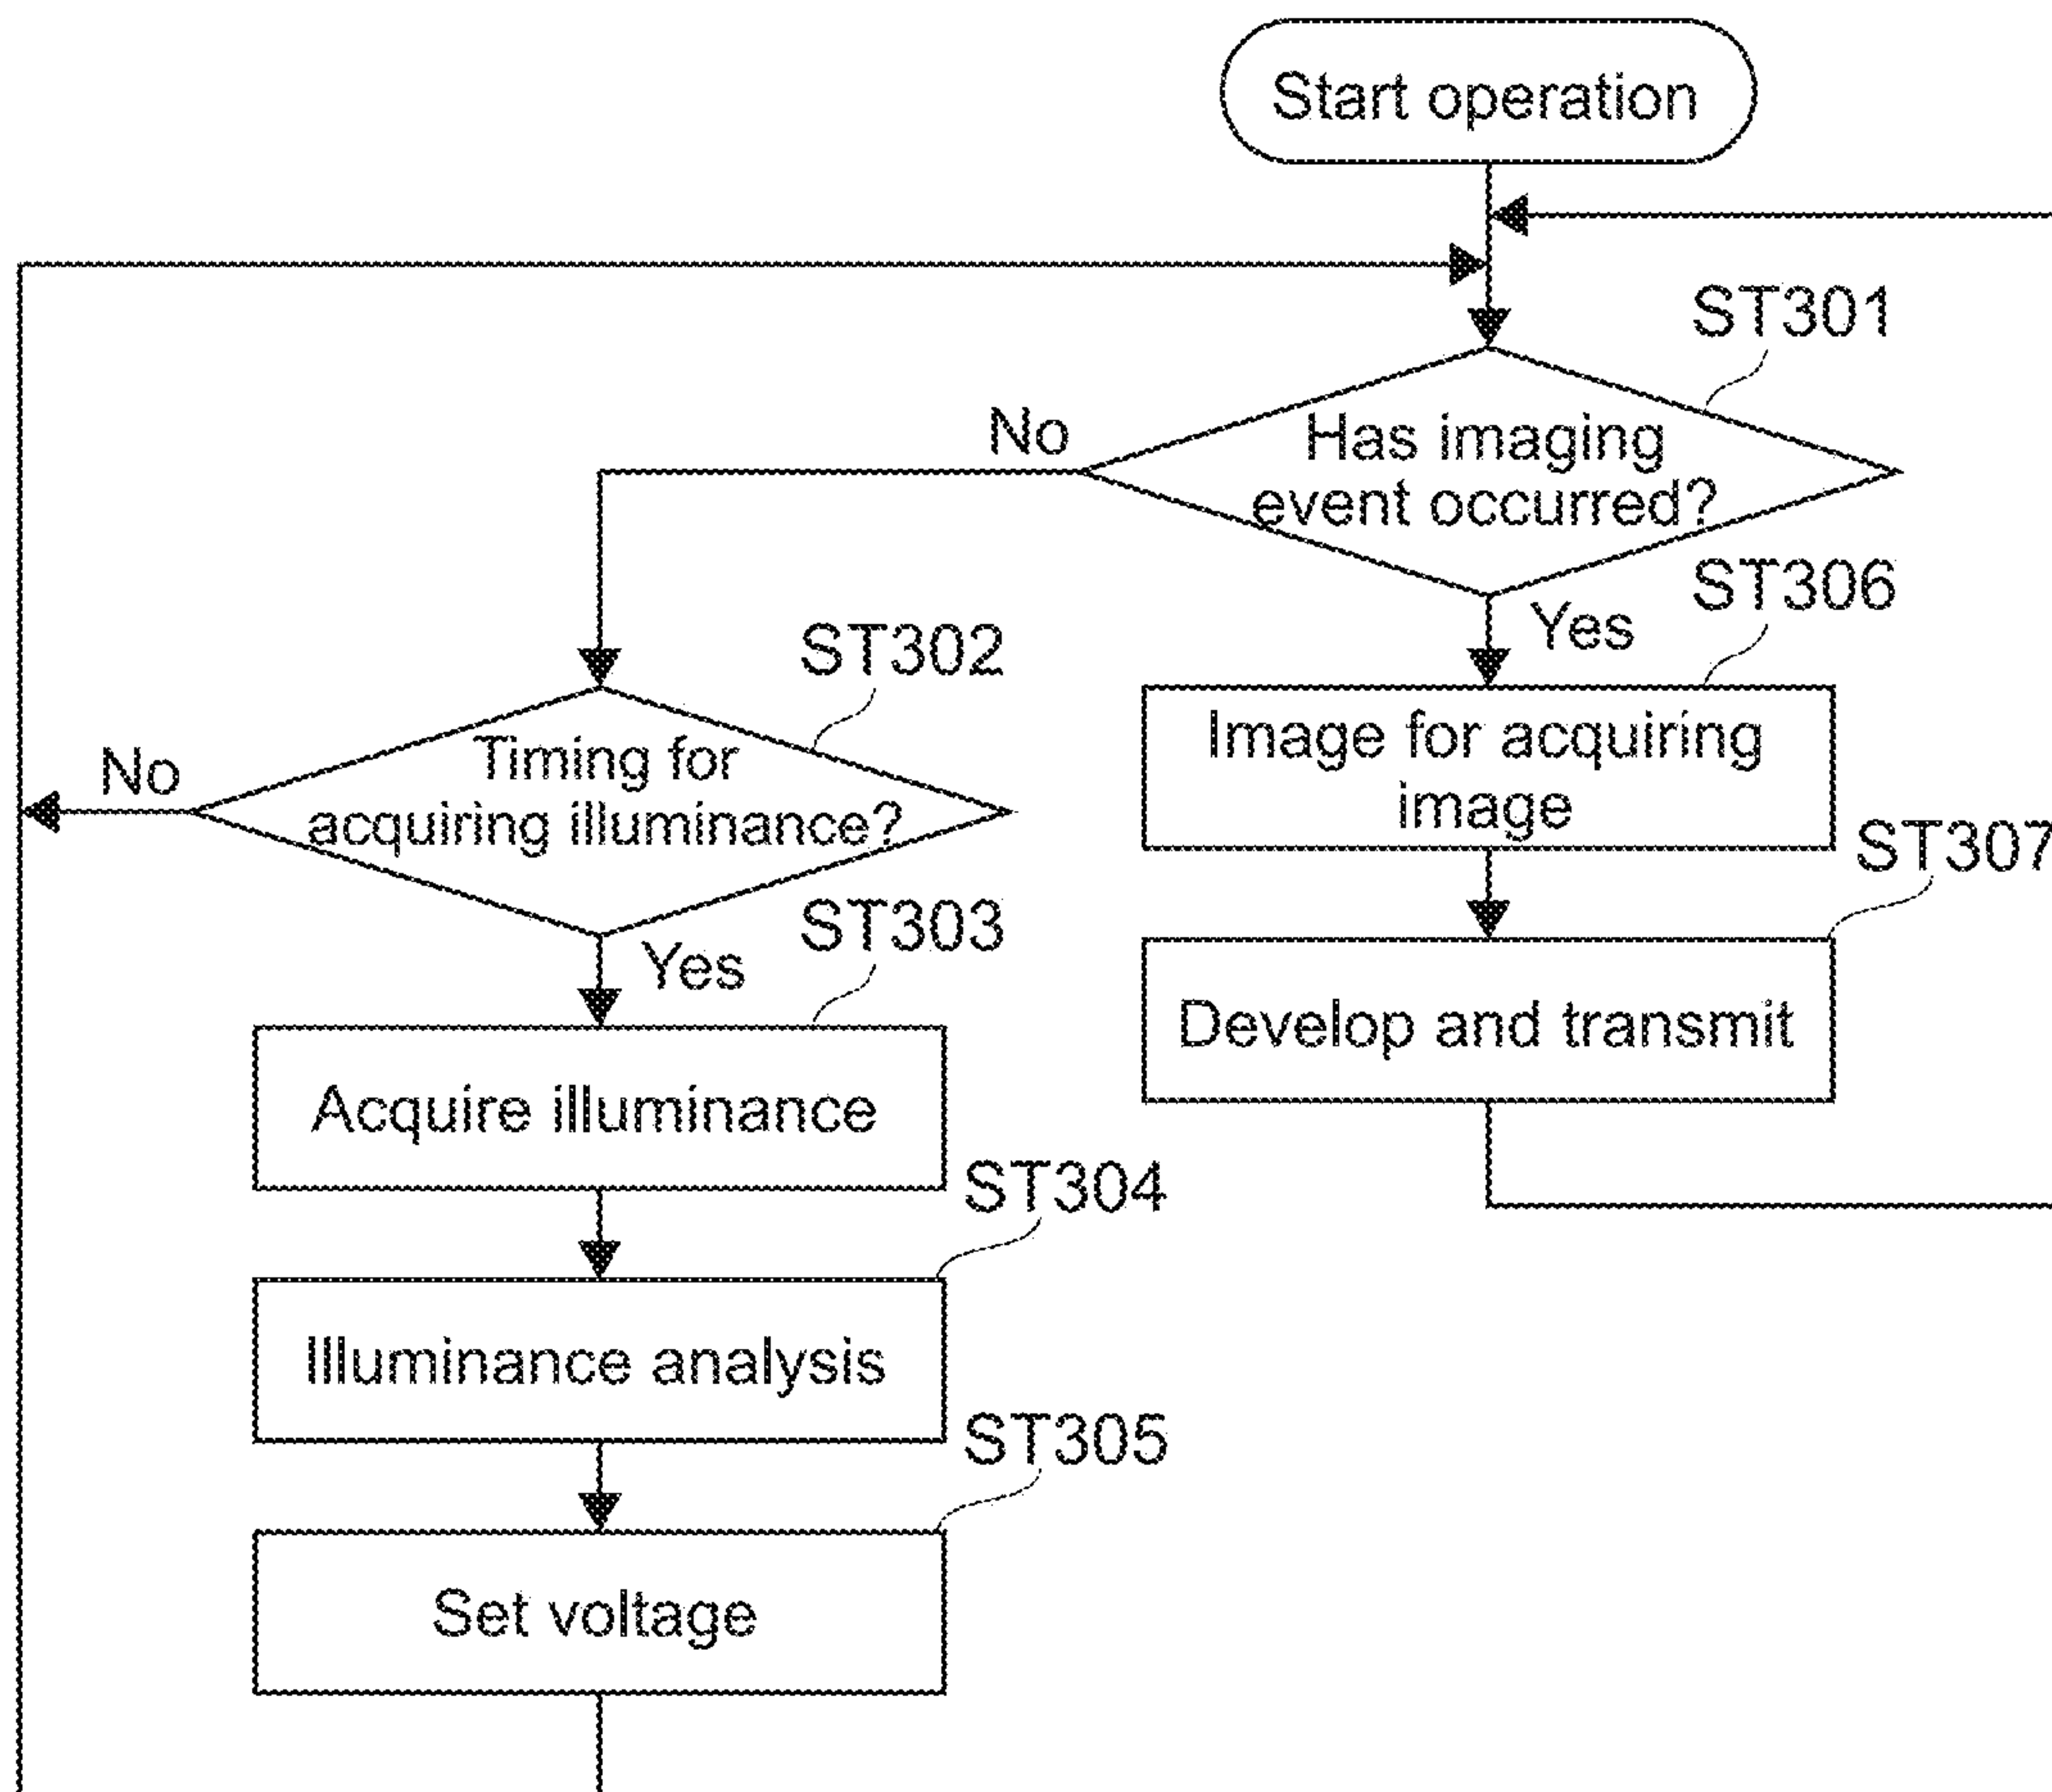 Start operation
ST301
No
Has imaging
event occurred?
ST306
Yes
ST302
Image for acquiring
image
No
Timing for
acquiring illuminance?
ST307
ST303
Yes
Develop and transmit
Acquire illuminance
ST304
Illuminance analysis
ST305
Set voltage